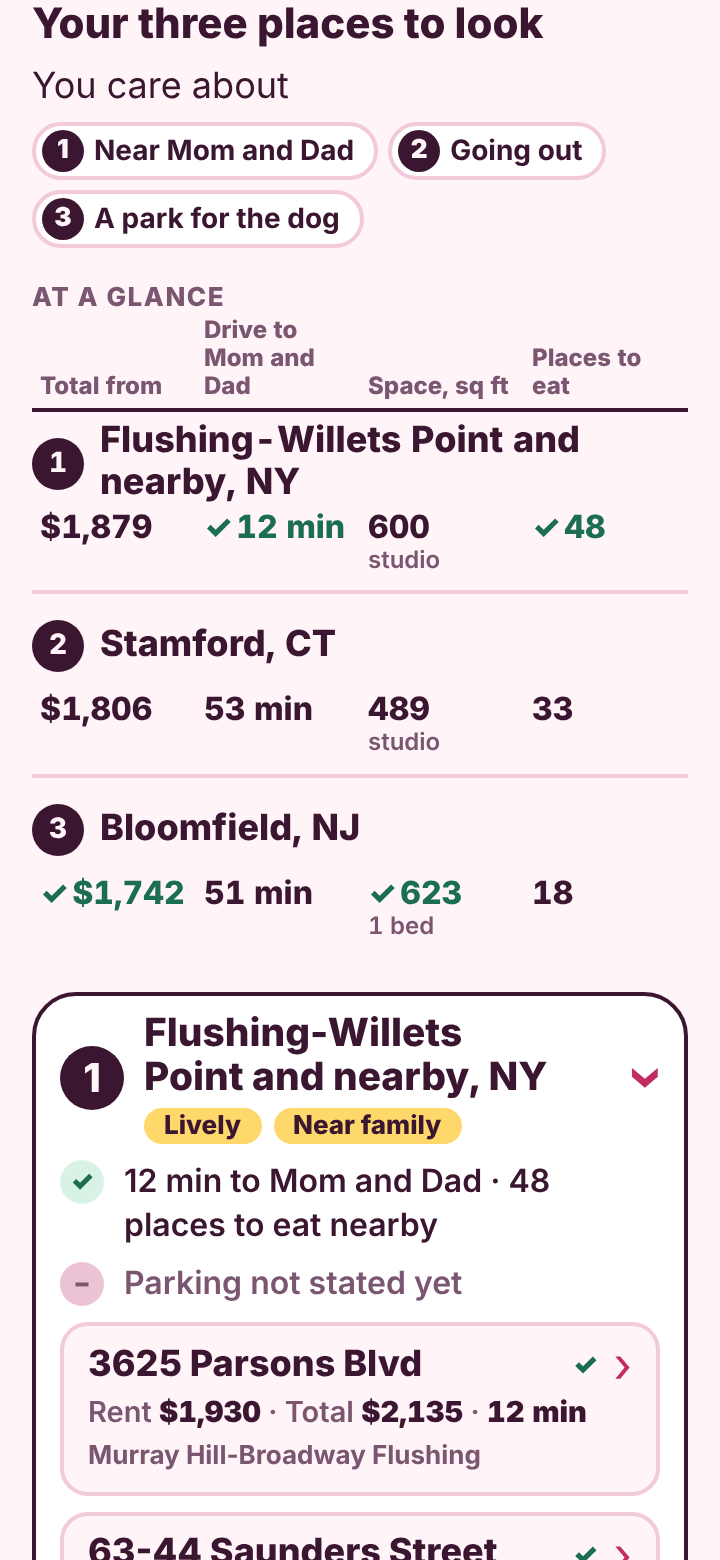 Your three places to look
You care about
1 Near Mom and Dad
2 Going out
3 A park for the dog
AT A GLANCE
Total from
Drive to
Mom and
Dad
Space, sq ft
Places to
eat
1
Flushing-Willets Point and
nearby, NY
$1,879 ✓12 min 600 ✓48
studio
2 Stamford, CT
$1,806 53 min 489 33
studio
3 Bloomfield, NJ
✓$1,742 51 min ✓623 18
1 bed
1
Flushing-Willets
Point and nearby, NY
Lively Near family
✓ 12 min to Mom and Dad · 48
places to eat nearby
– Parking not stated yet
3625 Parsons Blvd ✓ ›
Rent $1,930 · Total $2,135 · 12 min
Murray Hill-Broadway Flushing
63-44 Saunders Street ✓ ›